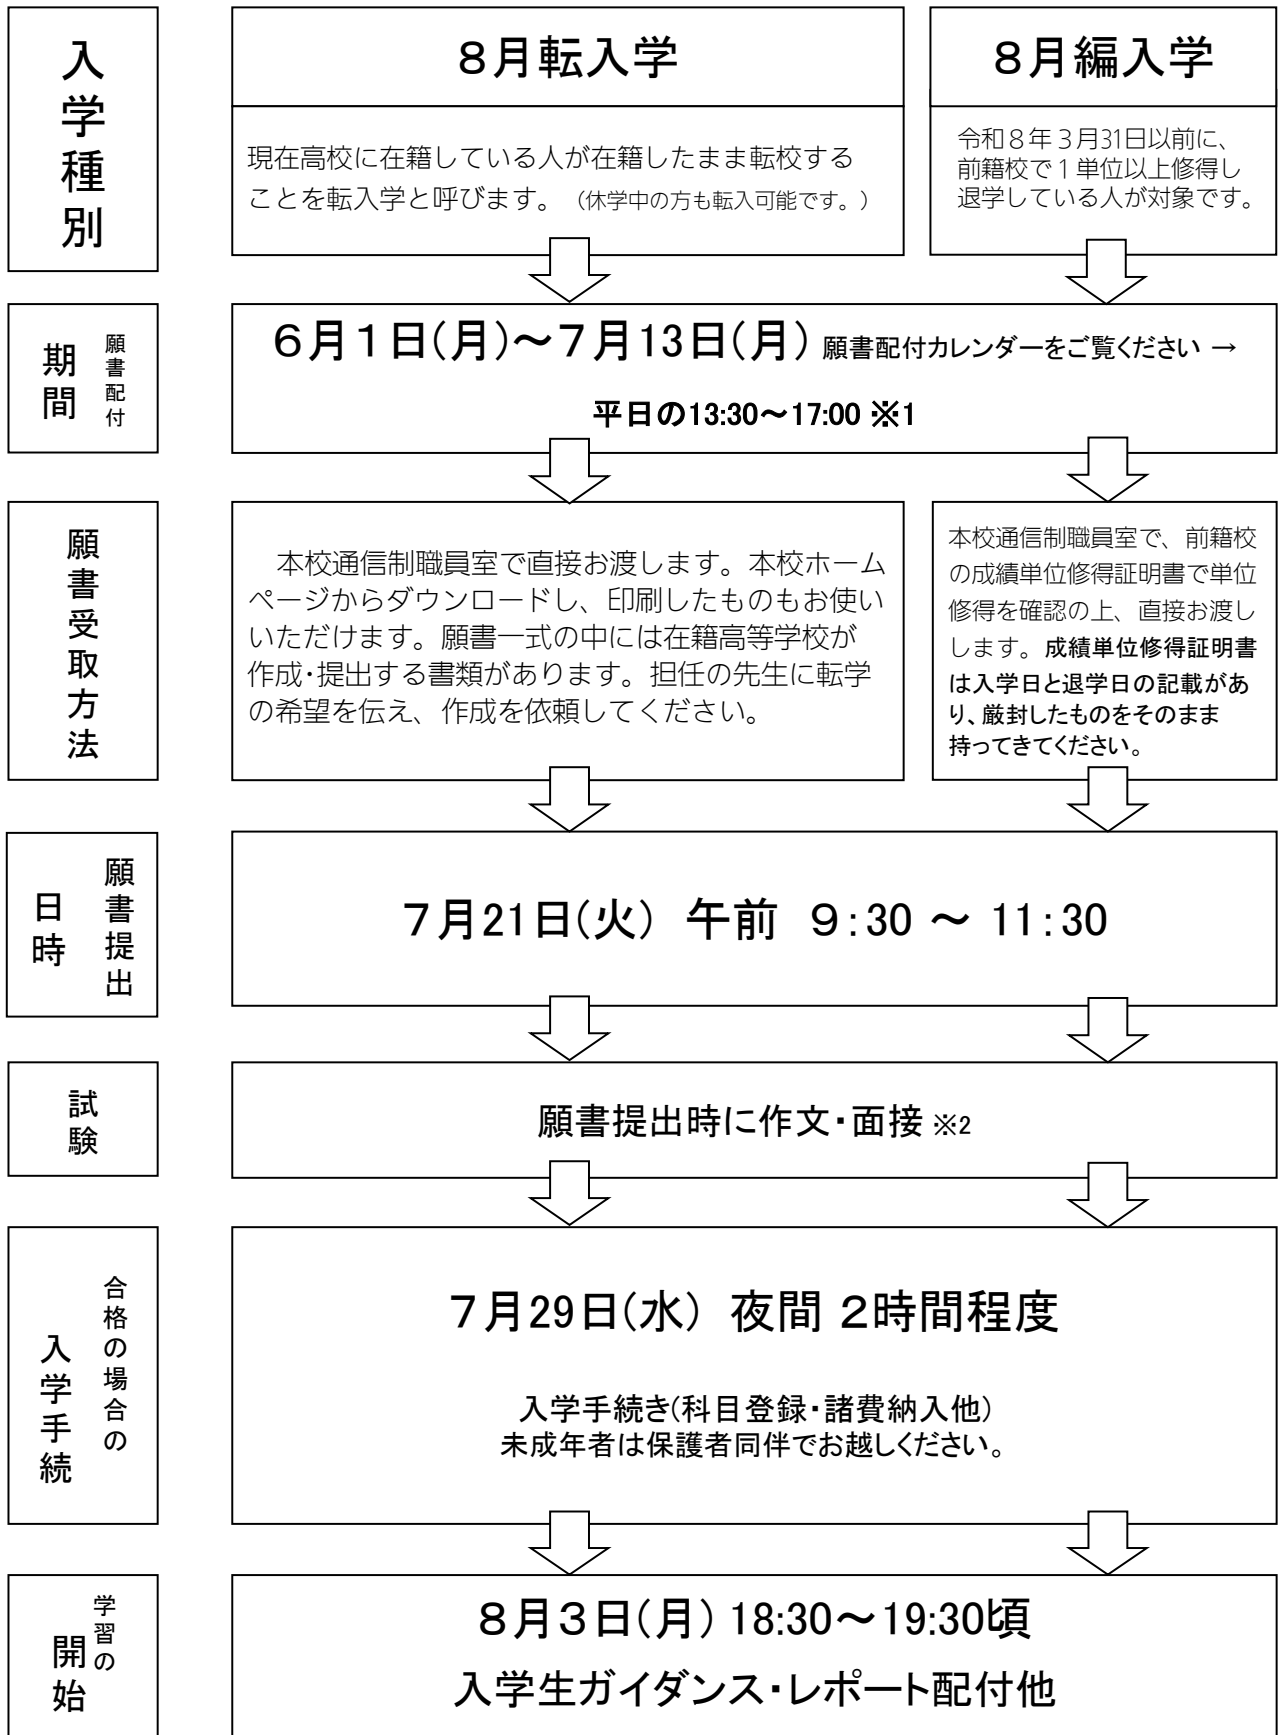 入学種別
８月転入学
現在高校に在籍している人が在籍したまま転校する
ことを転入学と呼びます。（休学中の方も転入可能です。）
８月編入学
令和８年３月31日以前に、
前籍校で１単位以上修得し
退学している人が対象です。
願書配付
期間
６月１日(月)～７月13日(月) 願書配付カレンダーをご覧ください →
平日の13:30～17:00 ※1
願書受取方法
本校通信制職員室で直接お渡します。本校ホーム
ページからダウンロードし、印刷したものもお使い
いただけます。願書一式の中には在籍高等学校が
作成・提出する書類があります。担任の先生に転学
の希望を伝え、作成を依頼してください。
本校通信制職員室で、前籍校
の成績単位修得証明書で単位
修得を確認の上、直接お渡し
します。成績単位修得証明書
は入学日と退学日の記載があ
り、厳封したものをそのまま
持ってきてください。
願書提出
日時
７月21日(火) 午前 ９:30 ～ 11:30
試験
願書提出時に作文・面接 ※2
合格の場合の
入学手続
７月29日(水) 夜間 ２時間程度
入学手続き(科目登録・諸費納入他)
未成年者は保護者同伴でお越しください。
学習の
開始
８月３日(月) 18:30～19:30頃
入学生ガイダンス・レポート配付他